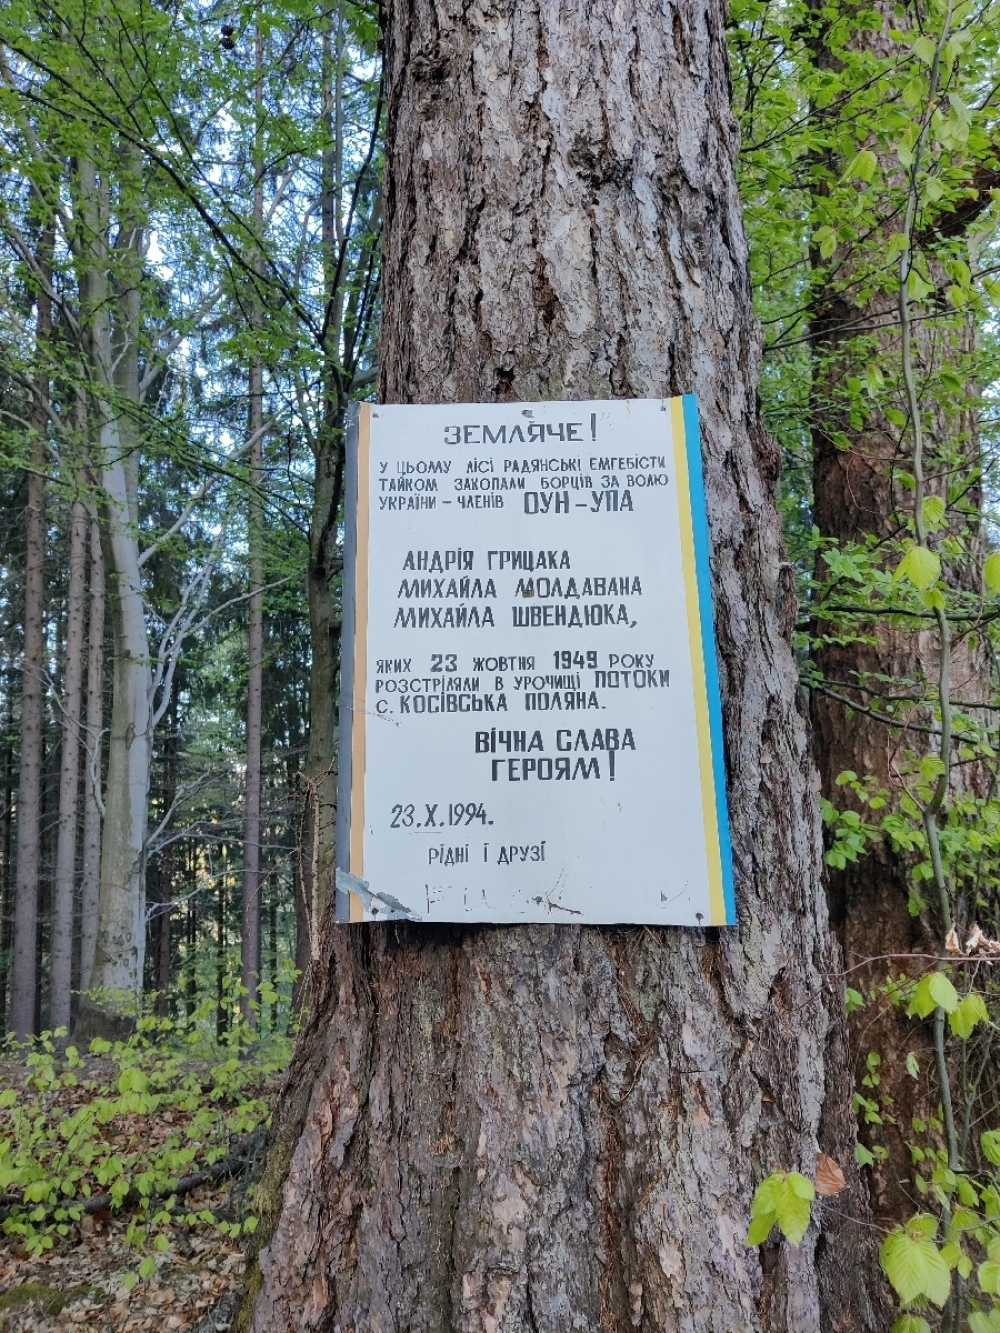 ЗЕМЛЯЧЕ!
У ЦЬОМУ ЛІСІ РАДЯНСЬКІ ЕМГЕБІСТИ
ТАЙКОМ ЗАКОПАЛИ БОРЦІВ ЗА ВОЛЮ
УКРАЇНИ - ЧЛЕНІВ ОУН-УПА
АНДРІЯ ГРИЦАКА
МИХАЙЛА МОЛДАВАНА
МИХАЙЛА ШВЕНДЮКА,
ЯКИХ 23 ЖОВТНЯ 1949 РОКУ
РОЗСТРІЛЯЛИ В УРОЧИЩІ ПОТОКИ
С. КОСІВСЬКА ПОЛЯНА.
ВІЧНА СЛАВА
ГЕРОЯМ!
23.X.1994.
РІДНІ І ДРУЗІ